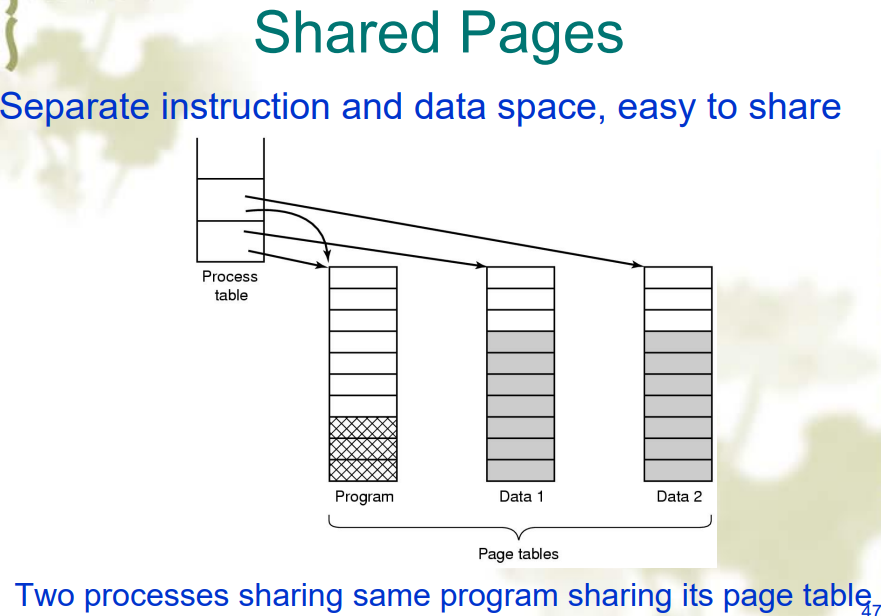 Shared Pages
Separate instruction and data space, easy to share
Process
table
Program
Data 1
Data 2
Page tables
Two processes sharing same program sharing its page table
47